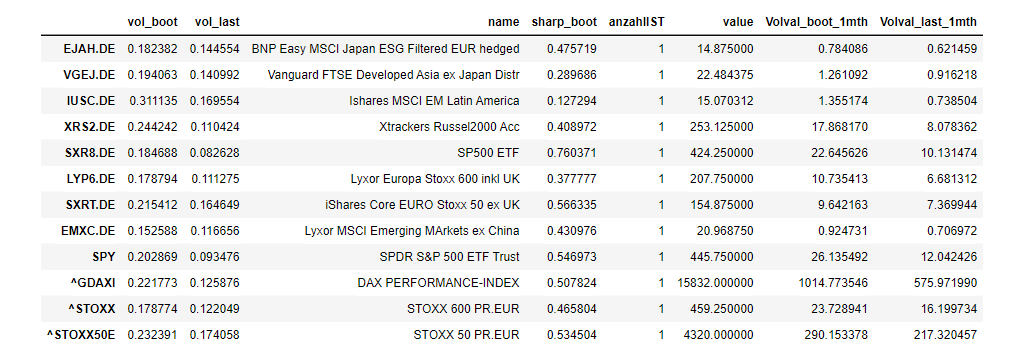 vol_boot vol_last name sharp_boot anzahlIST value Volval_boot_1mth Volval_last_1mth
EJAH.DE 0.182382 0.144554 BNP Easy MSCI Japan ESG Filtered EUR hedged 0.475719 1 14.875000 0.784086 0.621459
VGEJ.DE 0.194063 0.140992 Vanguard FTSE Developed Asia ex Japan Distr 0.289686 1 22.484375 1.261092 0.916218
IUSC.DE 0.311135 0.169554 Ishares MSCI EM Latin America 0.127294 1 15.070312 1.355174 0.738504
XRS2.DE 0.244242 0.110424 Xtrackers Russel2000 Acc 0.408972 1 253.125000 17.868170 8.078362
SXR8.DE 0.184688 0.082628 SP500 ETF 0.760371 1 424.250000 22.645626 10.131474
LYP6.DE 0.178794 0.111275 Lyxor Europa Stoxx 600 inkl UK 0.377777 1 207.750000 10.735413 6.681312
SXRT.DE 0.215412 0.164649 iShares Core EURO Stoxx 50 ex UK 0.566335 1 154.875000 9.642163 7.369944
EMXC.DE 0.152588 0.116656 Lyxor MSCI Emerging MArkets ex China 0.430976 1 20.968750 0.924731 0.706972
SPY 0.202869 0.093476 SPDR S&P 500 ETF Trust 0.546973 1 445.750000 26.135492 12.042426
^GDAXI 0.221773 0.125876 DAX PERFORMANCE-INDEX 0.507824 1 15832.000000 1014.773546 575.971990
^STOXX 0.178774 0.122049 STOXX 600 PR.EUR 0.465804 1 459.250000 23.728941 16.199734
^STOXX50E 0.232391 0.174058 STOXX 50 PR.EUR 0.534504 1 4320.000000 290.153378 217.320457